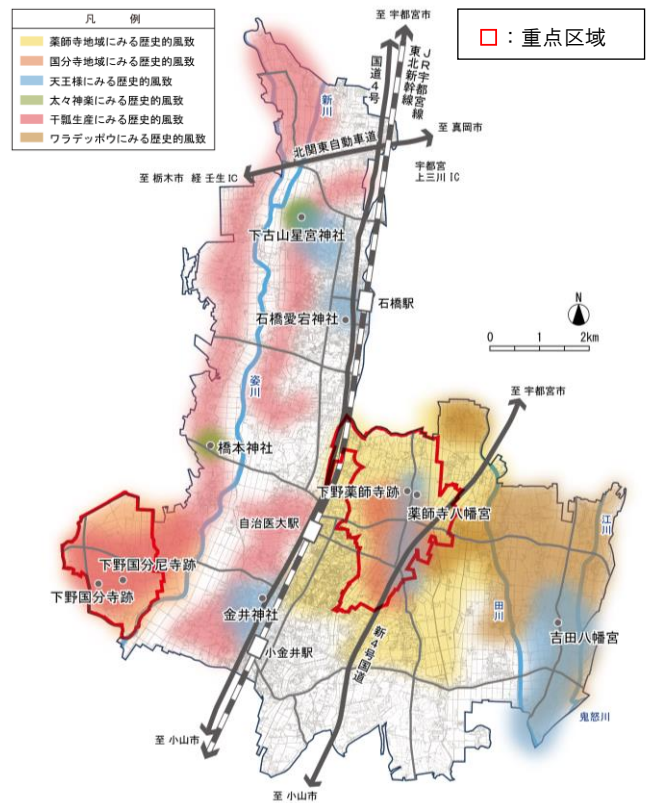 凡 例
薬師寺地域にみる歴史的風致
国分寺地域にみる歴史的風致
天王様にみる歴史的風致
太々神楽にみる歴史的風致
干瓢生産にみる歴史的風致
ワラデッポウにみる歴史的風致
：重点区域
至 宇都宮市
JR宇都宮線
東北新幹線
国道4号
新川
北関東自動車道
至 真岡市
宇都宮
上三川IC
至 栃木市 経 壬生IC
下古山星宮神社
石橋駅
石橋愛宕神社
N
0 1 2km
姿川
至 宇都宮市
橋本神社
下野薬師寺跡
薬師寺八幡宮
自治医大駅
江川
下野国分尼寺跡
下野国分寺跡
田川
金井神社
吉田八幡宮
小金井駅
新4号国道
鬼怒川
至 小山市
至 小山市